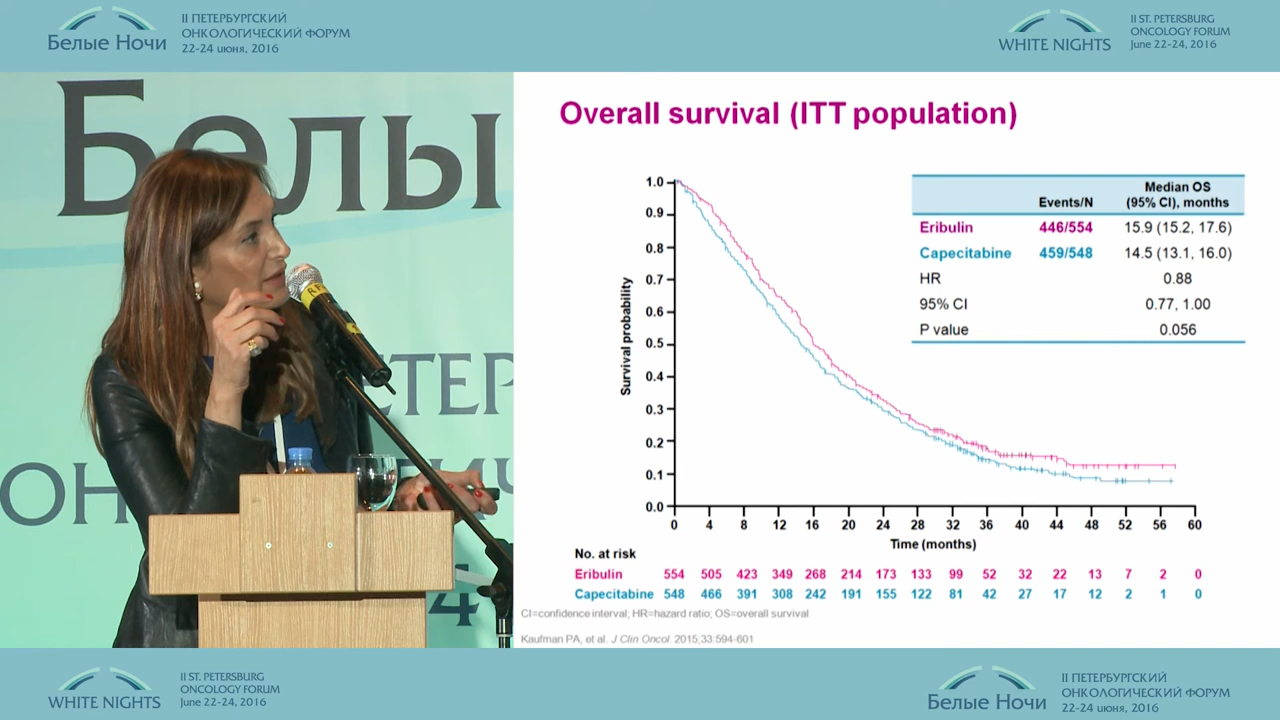 II ПЕТЕРБУРГСКИЙ
ОНКОЛОГИЧЕСКИЙ ФОРУМ
Белые Ночи
22-24 июня, 2016
II ST. PETERSBURG
ONCOLOGY FORUM
WHITE NIGHTS
June 22-24, 2016
Белы
ЕТЕР
ОН
4
Overall survival (ITT population)
Events/N
Median OS
(95% CI), months
Eribulin 446/554 15.9 (15.2, 17.6)
Capecitabine 459/548 14.5 (13.1, 16.0)
HR 0.88
95% CI 0.77, 1.00
P value 0.056
Survival probability
1.0
0.9
0.8
0.7
0.6
0.5
0.4
0.3
0.2
0.1
0.0
0 4 8 12 16 20 24 28 32 36 40 44 48 52 56 60
Time (months)
No. at risk
Eribulin 554 505 423 349 268 214 173 133 99 52 32 22 13 7 2 0
Capecitabine 548 466 391 308 242 191 155 122 81 42 27 17 12 2 1 0
CI=confidence interval; HR=hazard ratio; OS=overall survival
Kaufman PA, et al. J Clin Oncol. 2015;33:594-601
II ST. PETERSBURG
ONCOLOGY FORUM
WHITE NIGHTS
June 22-24, 2016
II ПЕТЕРБУРГСКИЙ
ОНКОЛОГИЧЕСКИЙ ФОРУМ
Белые Ночи
22-24 июня, 2016